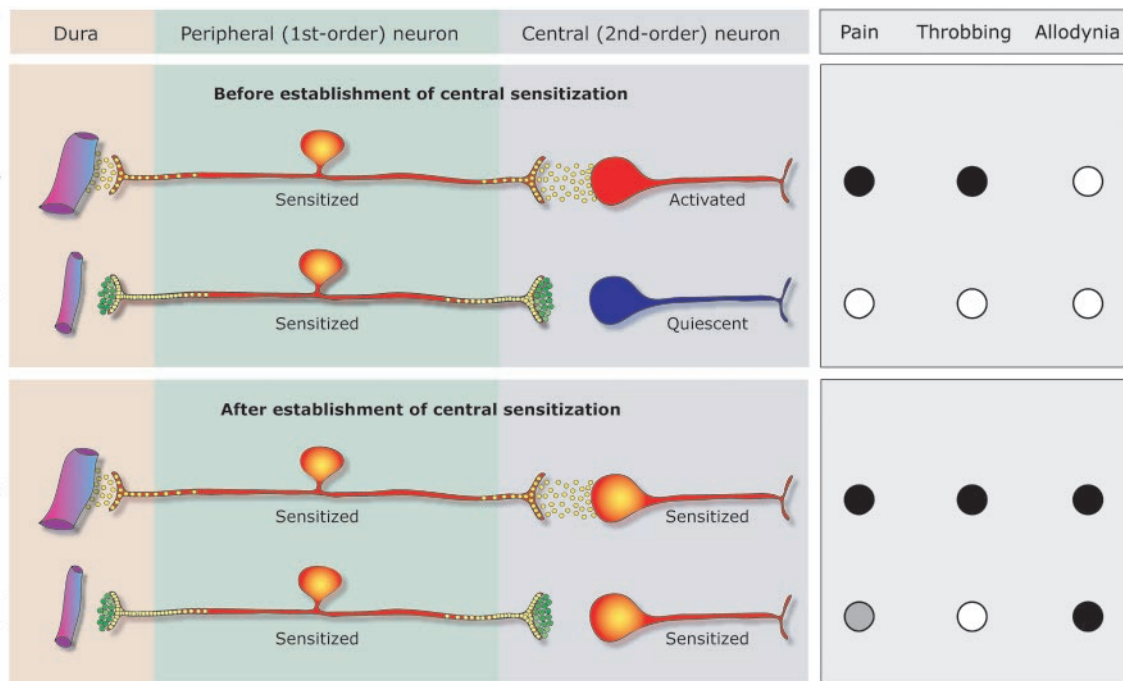 Dura Peripheral (1st-order) neuron Central (2nd-order) neuron Pain Throbbing Allodynia
Before establishment of central sensitization
Sensitized Activated
Sensitized Quiescent
After establishment of central sensitization
Sensitized Sensitized
Sensitized Sensitized